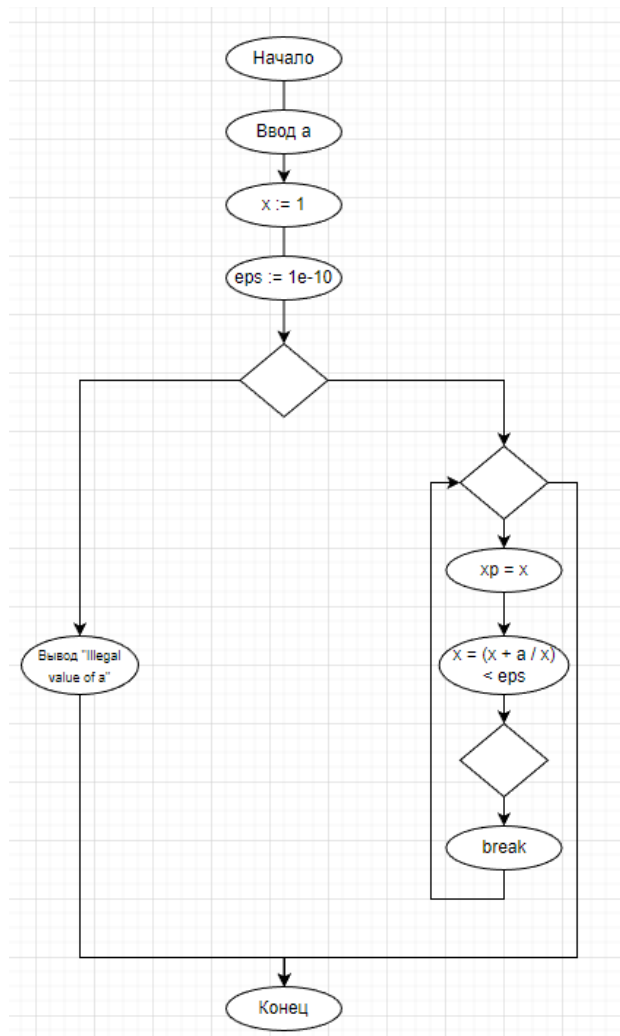 Начало
Ввод a
x := 1
eps := 1e-10
xp = x
x = (x + a / x)
< eps
Вывод "Illegal
value of a"
break
Конец